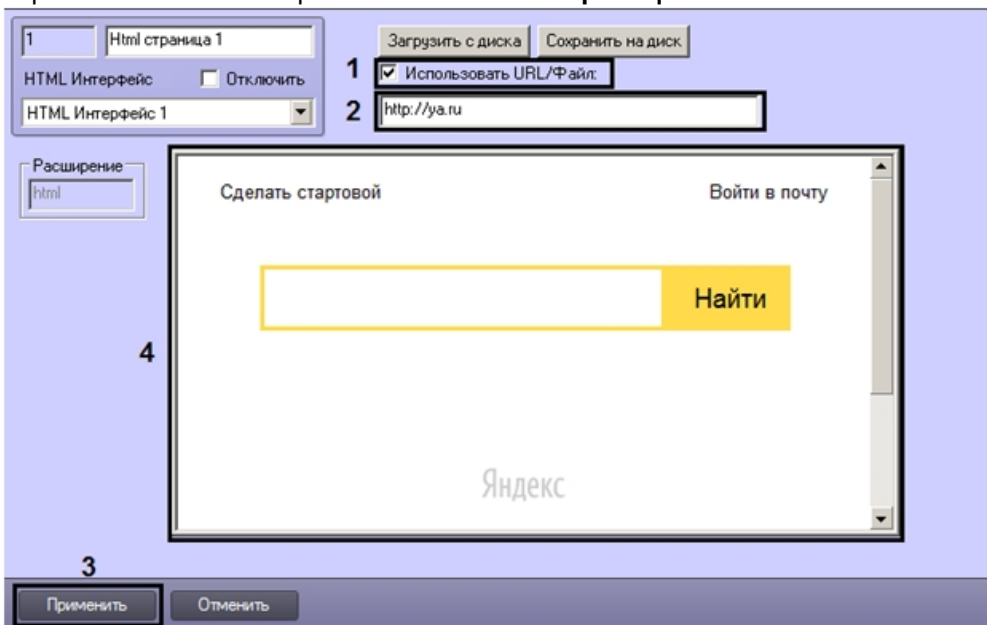 1 Html страница 1
HTML Интерфейс Отключить
HTML Интерфейс 1
Загрузить с диска Сохранить на диск
1 Использовать URL/Файл:
2 http://ya.ru
Расширение
html
Сделать стартовой Войти в почту
Найти
4
Яндекс
3
Применить Отменить